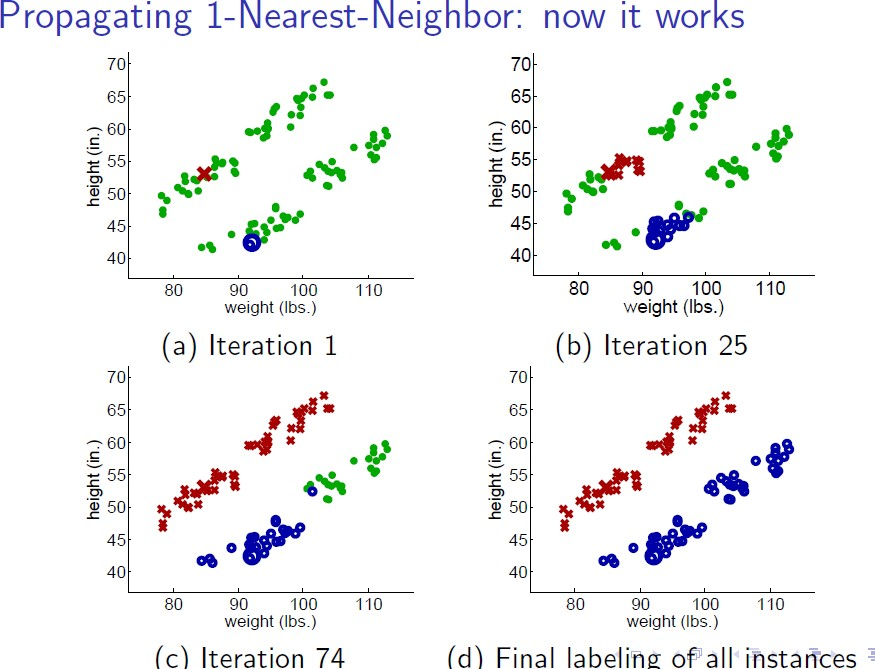 Propagating 1-Nearest-Neighbor: now it works
70
65
60
55
50
45
40
height (in.)
80 90 100 110
weight (lbs.)
(a) Iteration 1
70
65
60
55
50
45
40
height (in.)
80 90 100 110
weight (lbs.)
(b) Iteration 25
70
65
60
55
50
45
40
height (in.)
80 90 100 110
weight (lbs.)
(c) Iteration 74
70
65
60
55
50
45
40
height (in.)
80 90 100 110
weight (lbs.)
(d) Final labeling of all instances